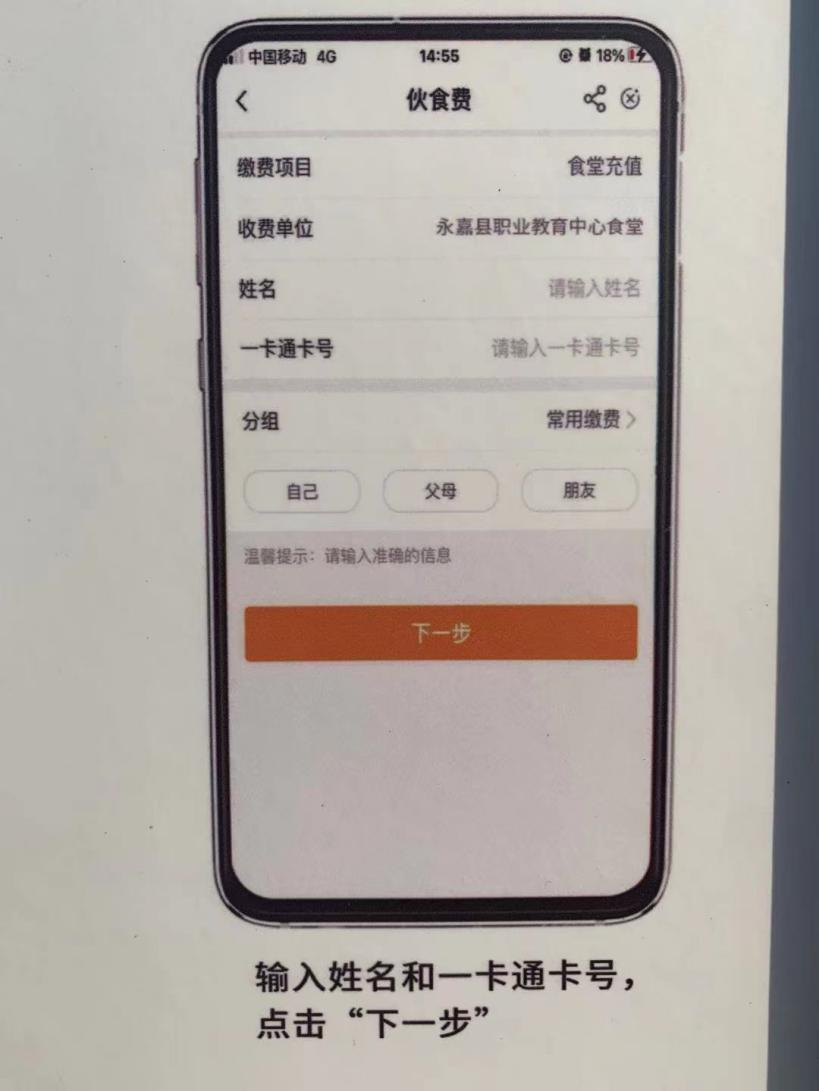 中国移动 4G 14:55 18%
伙食费
缴费项目 食堂充值
收费单位 永嘉县职业教育中心食堂
姓名 请输入姓名
一卡通卡号 请输入一卡通卡号
分组 常用缴费
自己 父母 朋友
温馨提示：请输入准确的信息
下一步
输入姓名和一卡通卡号，
点击“下一步”